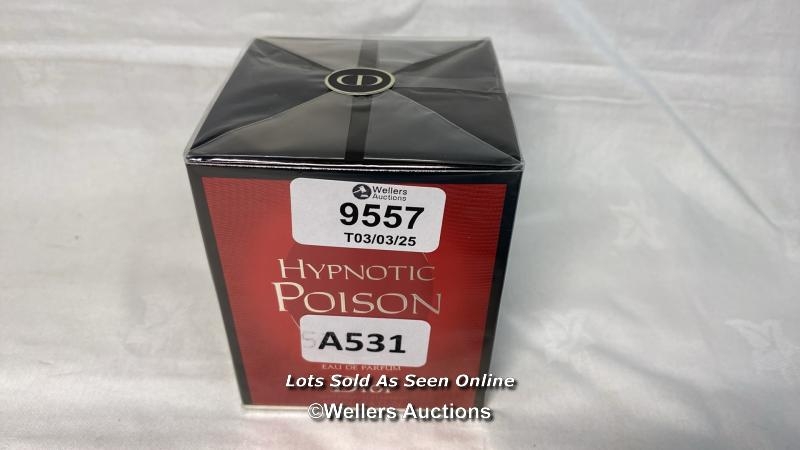 Wellers
Auctions
9557
T03/03/25
HYPNOTIC
POISON
A531
EAU DE PARFUM
Lots Sold As Seen Online
©Wellers Auctions